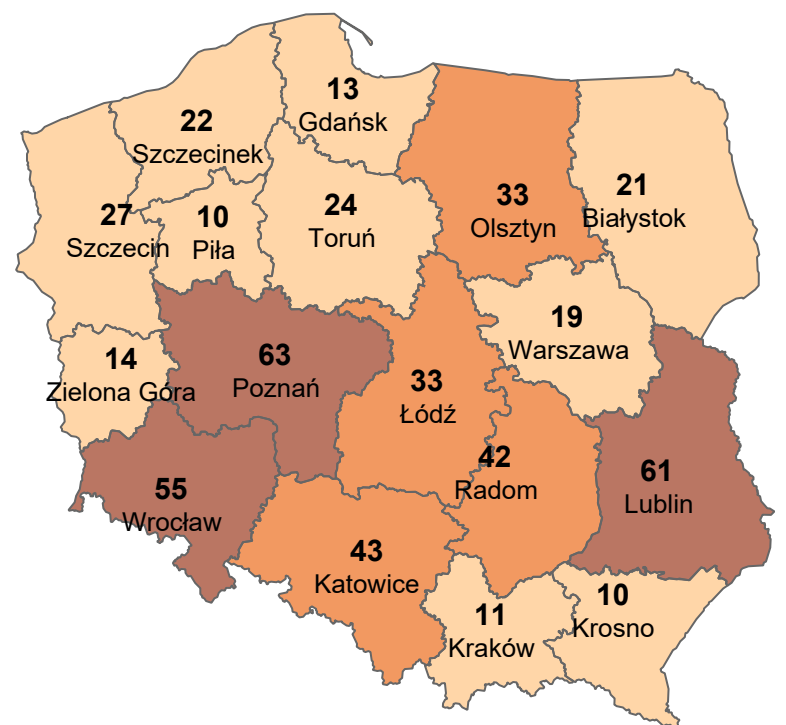 13
Gdańsk
22
Szczecinek
33
Olsztyn
21
Białystok
27
Szczecin
10
Piła
24
Toruń
19
Warszawa
14
Zielona Góra
63
Poznań
33
Łódź
42
Radom
61
Lublin
55
Wrocław
43
Katowice
11
Kraków
10
Krosno